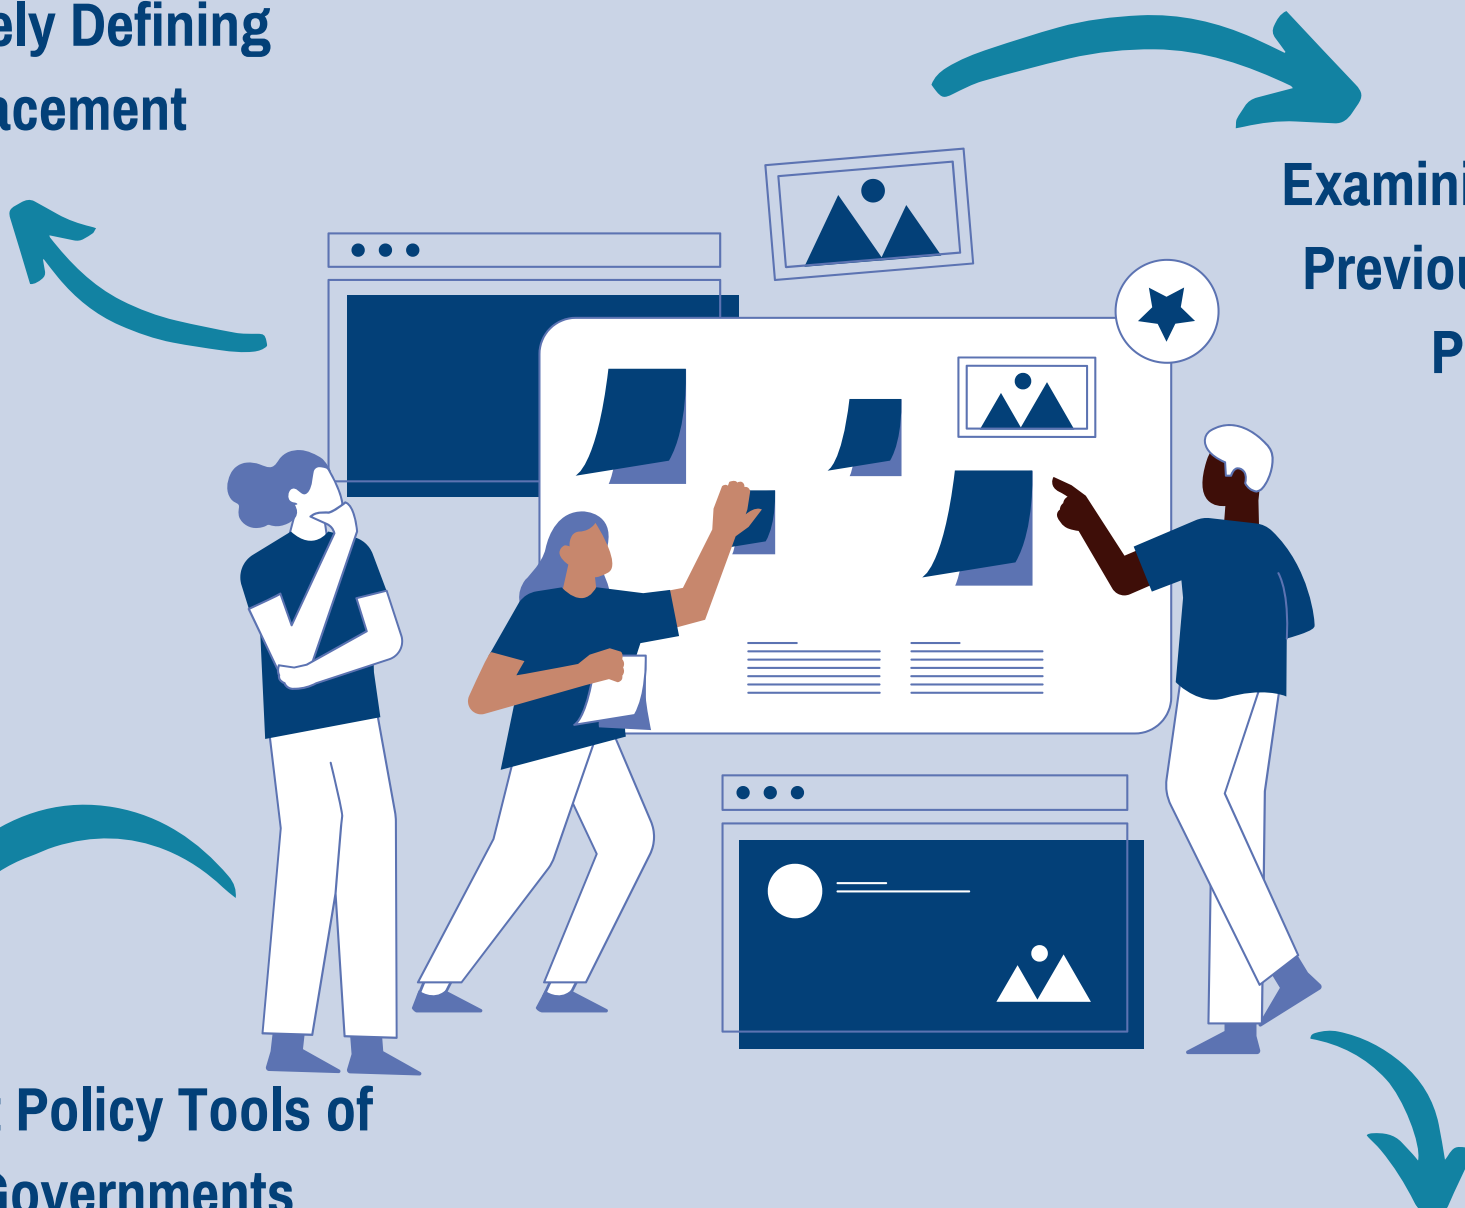 ely Defining
acement
Examini
Previou
P
Policy Tools of
Governments